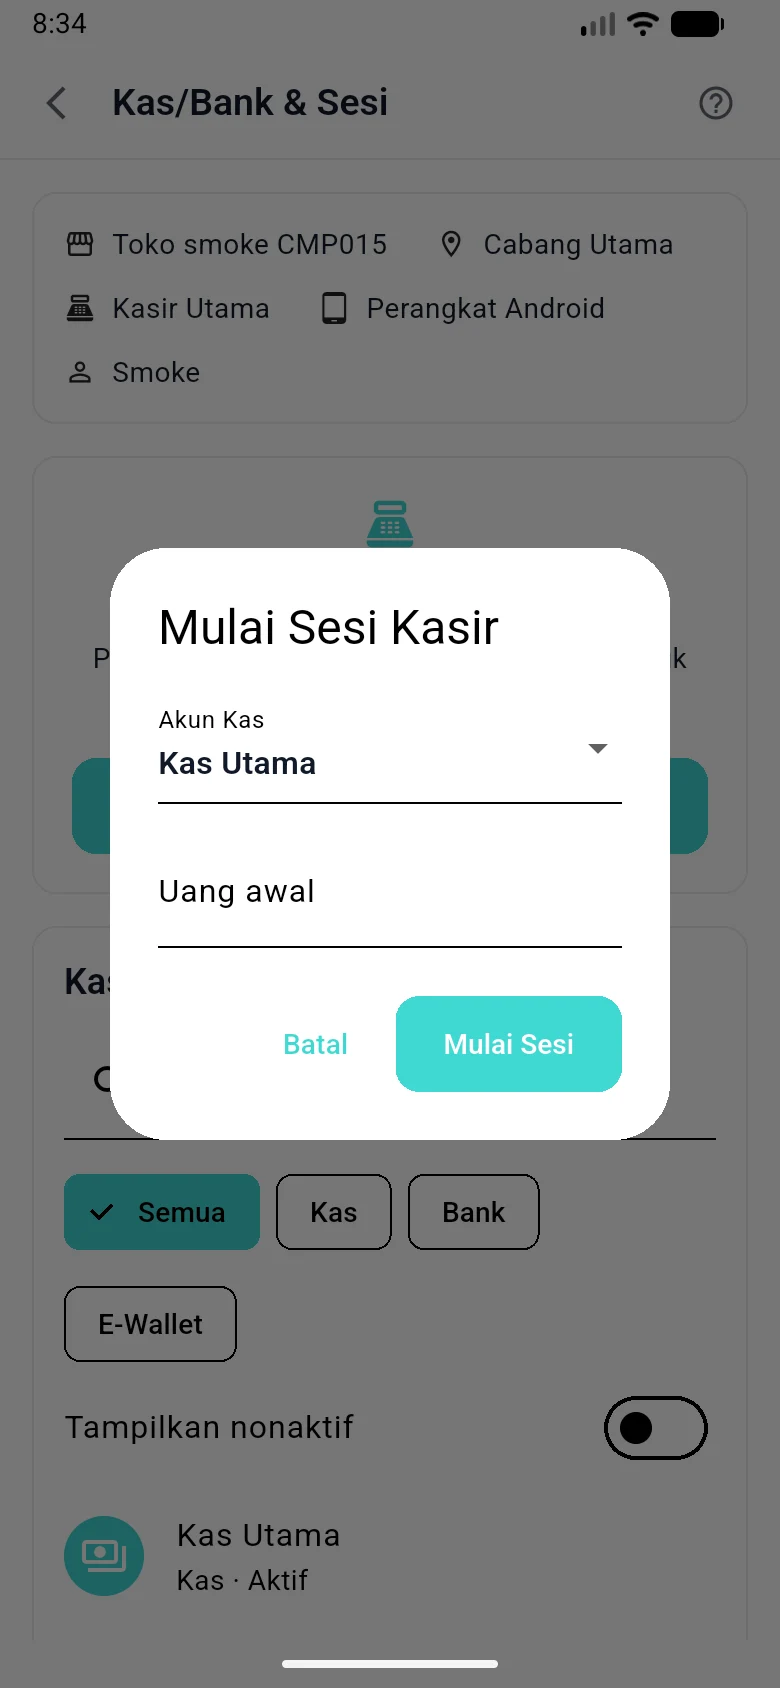 8:34
Kas/Bank & Sesi
Toko smoke CMP015
Cabang Utama
Kasir Utama
Perangkat Android
Smoke
Mulai Sesi Kasir
Akun Kas
Kas Utama
Uang awal
Batal
Mulai Sesi
Semua
Kas
Bank
E-Wallet
Tampilkan nonaktif
Kas Utama
Kas · Aktif